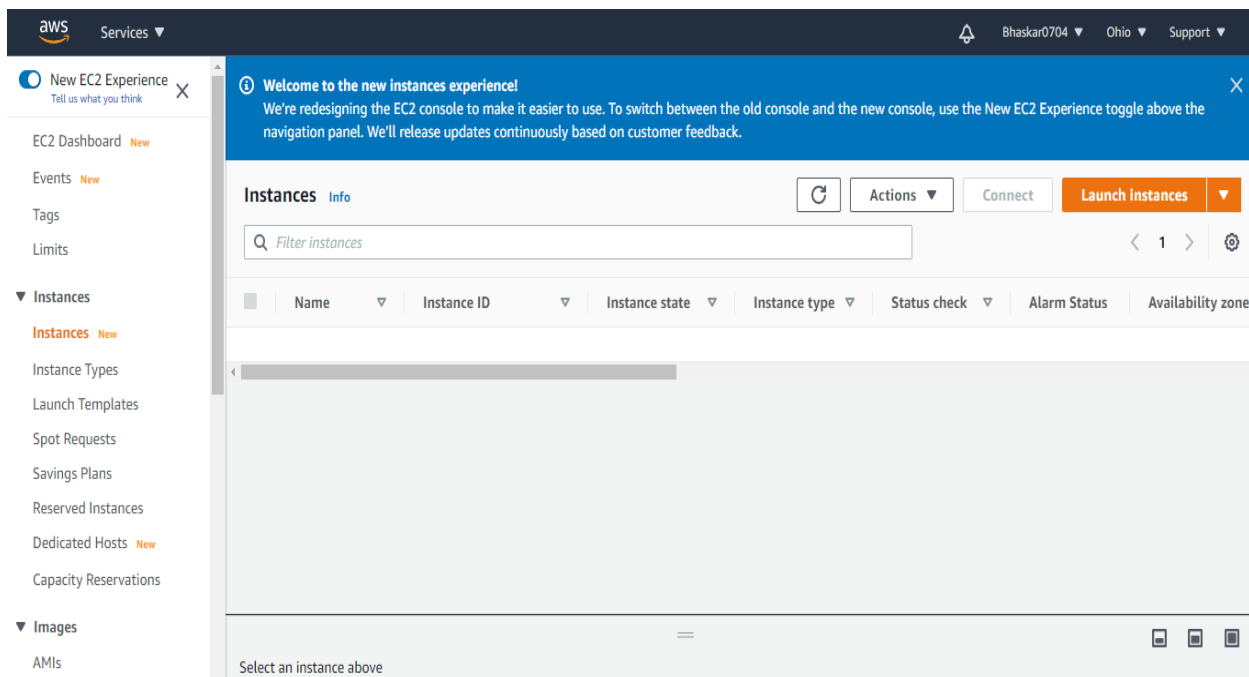 aws Services Bhaskar0704 Ohio Support
New EC2 Experience
Tell us what you think
EC2 Dashboard New
Events New
Tags
Limits
Instances
Instances New
Instance Types
Launch Templates
Spot Requests
Savings Plans
Reserved Instances
Dedicated Hosts New
Capacity Reservations
Images
AMIs
Welcome to the new instances experience!
We're redesigning the EC2 console to make it easier to use. To switch between the old console and the new console, use the New EC2 Experience toggle above the
navigation panel. We'll release updates continuously based on customer feedback.
Instances Info Actions Connect Launch instances
Filter instances 1
Name Instance ID Instance state Instance type Status check Alarm Status Availability zone
Select an instance above